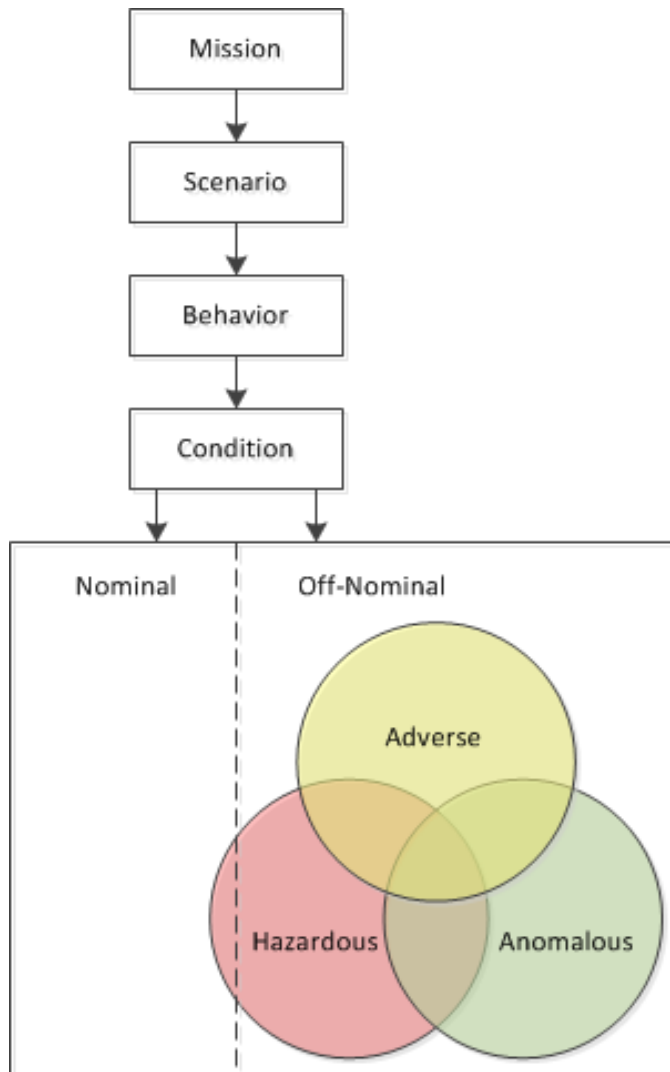 Mission
Scenario
Behavior
Condition
Nominal
Off-Nominal
Adverse
Hazardous
Anomalous